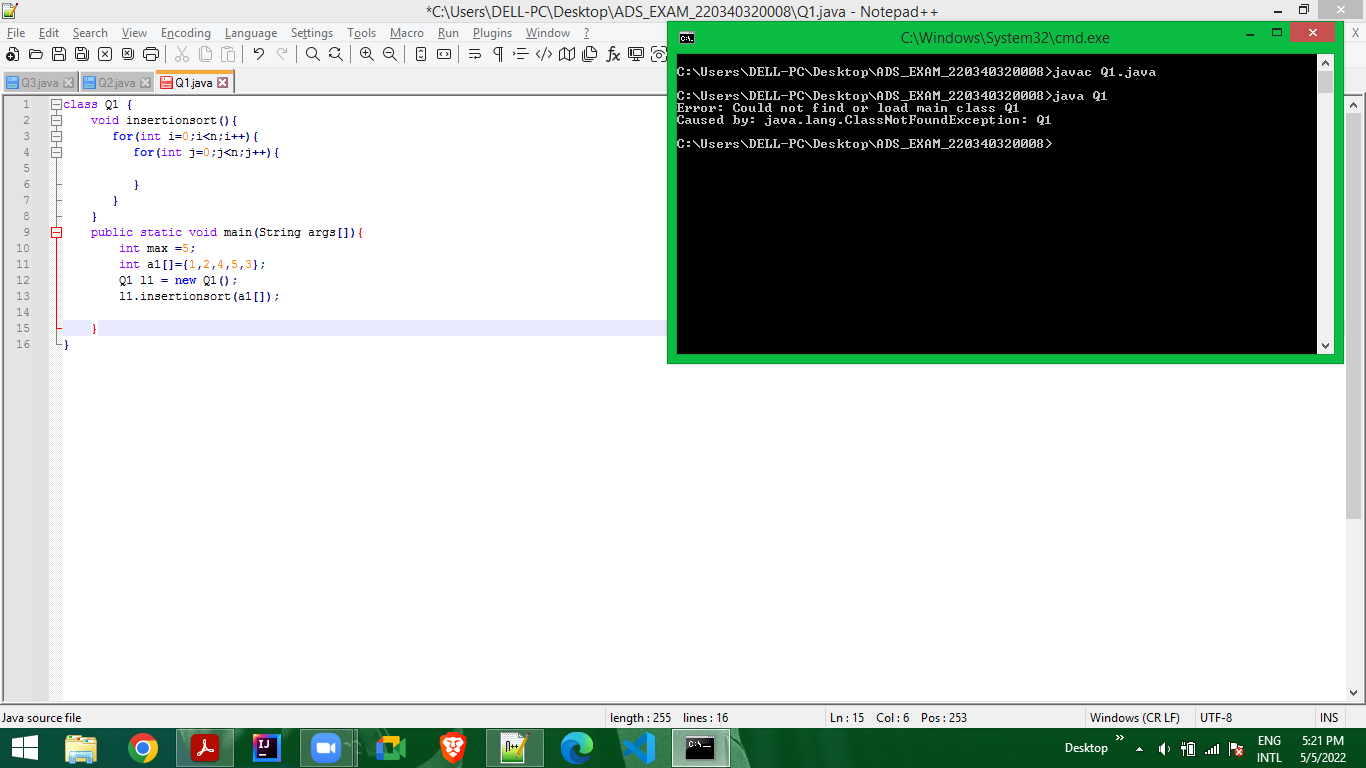 *C:\Users\DELL-PC\Desktop\ADS_EXAM_220340320008\Q1.java - Notepad++
File Edit Search View Encoding Language Settings Tools Macro Run Plugins Window ? X
Q3.java Q2.java Q1.java
1 class Q1 {
2 void insertionsort(){
3 for(int i=0;i<n;i++){
4 for(int j=0;j<n;j++){
5
6 }
7 }
8 }
9 public static void main(String args[]){
10 int max =5;
11 int a1[]={1,2,4,5,3};
12 Q1 l1 = new Q1();
13 l1.insertionsort(a1[]);
14
15 }
16 }
C:\Windows\System32\cmd.exe
C:\Users\DELL-PC\Desktop\ADS_EXAM_220340320008>javac Q1.java
C:\Users\DELL-PC\Desktop\ADS_EXAM_220340320008>java Q1
Error: Could not find or load main class Q1
Caused by: java.lang.ClassNotFoundException: Q1
C:\Users\DELL-PC\Desktop\ADS_EXAM_220340320008>
Java source file length : 255 lines : 16 Ln : 15 Col : 6 Pos : 253 Windows (CR LF) UTF-8 INS
Desktop » ENG 5:21 PM
INTL 5/5/2022